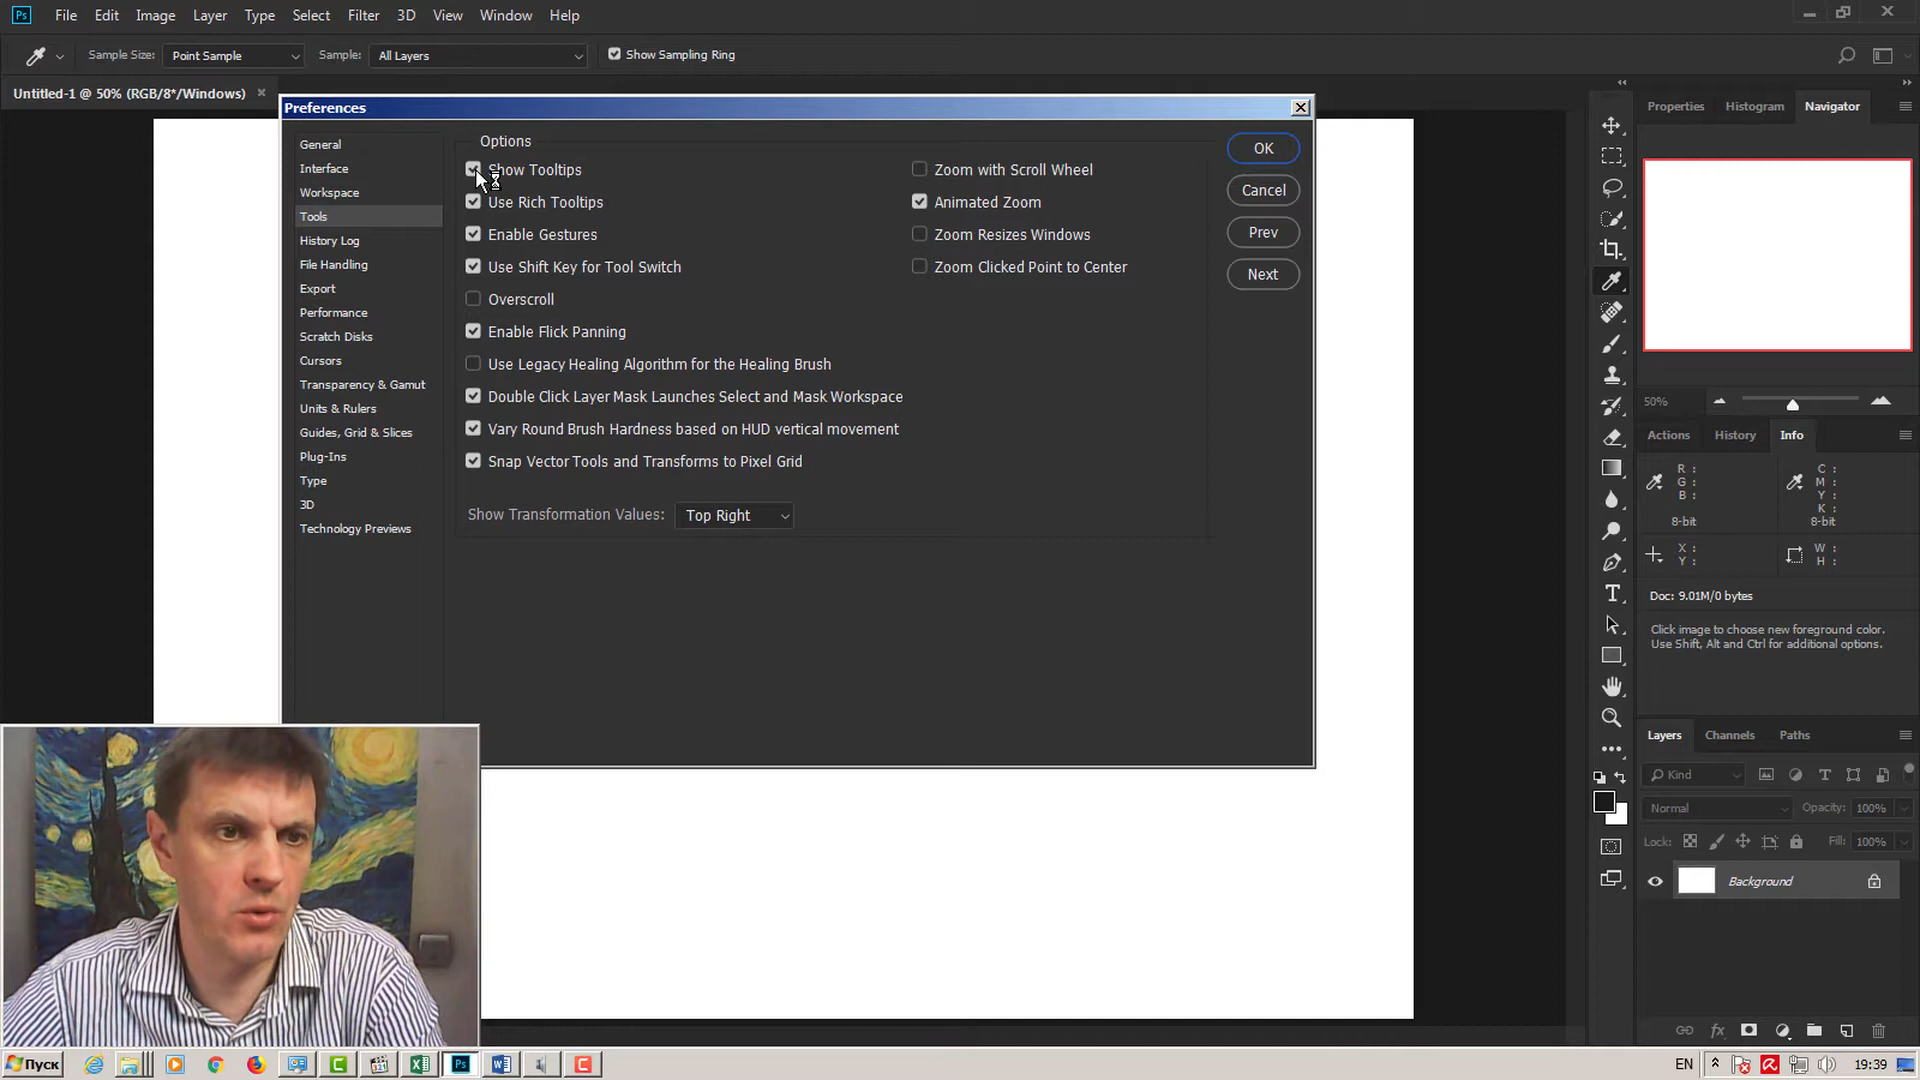 Ps File Edit Image Layer Type Select Filter 3D View Window Help
Sample Size: Point Sample Sample: All Layers Show Sampling Ring
Untitled-1 @ 50% (RGB/8*/Windows)
Preferences
General
Interface
Workspace
Tools
History Log
File Handling
Export
Performance
Scratch Disks
Cursors
Transparency & Gamut
Units & Rulers
Guides, Grid & Slices
Plug-Ins
Type
3D
Technology Previews
Options
Show Tooltips
Use Rich Tooltips
Enable Gestures
Use Shift Key for Tool Switch
Overscroll
Enable Flick Panning
Use Legacy Healing Algorithm for the Healing Brush
Double Click Layer Mask Launches Select and Mask Workspace
Vary Round Brush Hardness based on HUD vertical movement
Snap Vector Tools and Transforms to Pixel Grid
Show Transformation Values: Top Right
Zoom with Scroll Wheel
Animated Zoom
Zoom Resizes Windows
Zoom Clicked Point to Center
OK
Cancel
Prev
Next
Properties Histogram Navigator
50%
Actions History Info
R : C :
G : M :
B : Y :
K :
8-bit 8-bit
X : W :
Y : H :
Doc: 9.01M/0 bytes
Click image to choose new foreground color.
Use Shift, Alt and Ctrl for additional options.
Layers Channels Paths
Kind
Normal Opacity: 100%
Lock: Fill: 100%
Background
fx
Пуск
321
Ps
EN 19:39